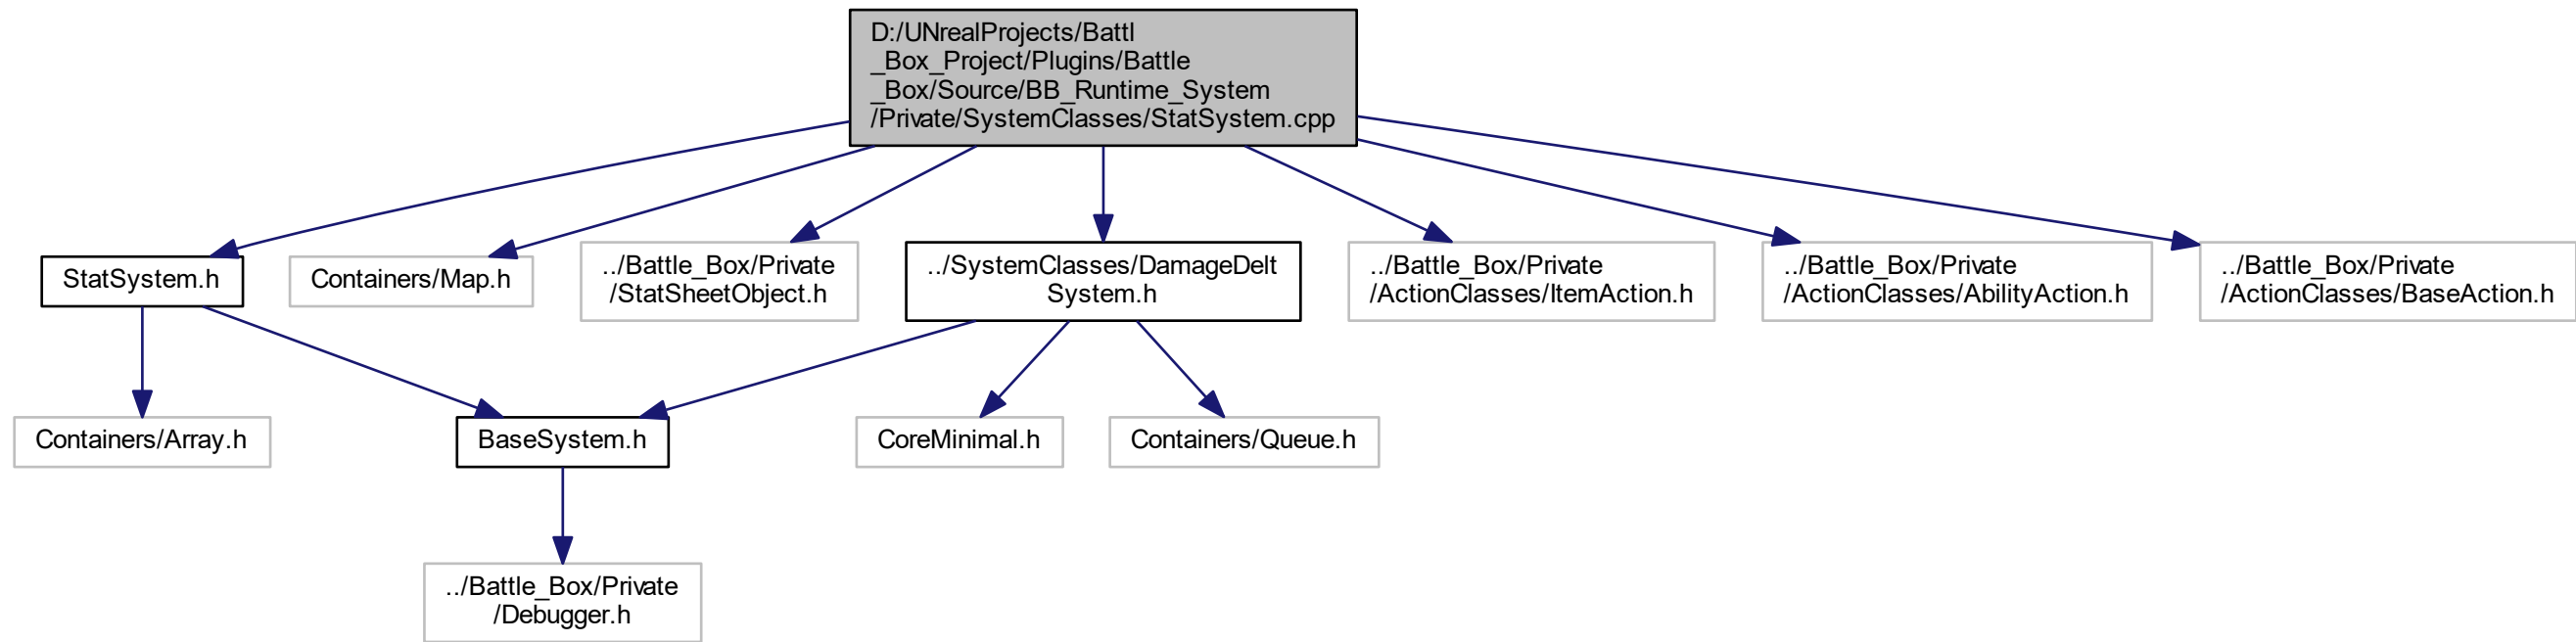 D:/UNrealProjects/Battl
_Box_Project/Plugins/Battle
_Box/Source/BB_Runtime_System
/Private/SystemClasses/StatSystem.cpp
StatSystem.h
Containers/Map.h
../Battle_Box/Private
/StatSheetObject.h
../SystemClasses/DamageDelt
System.h
../Battle_Box/Private
/ActionClasses/ItemAction.h
../Battle_Box/Private
/ActionClasses/AbilityAction.h
../Battle_Box/Private
/ActionClasses/BaseAction.h
Containers/Array.h
BaseSystem.h
CoreMinimal.h
Containers/Queue.h
../Battle_Box/Private
/Debugger.h